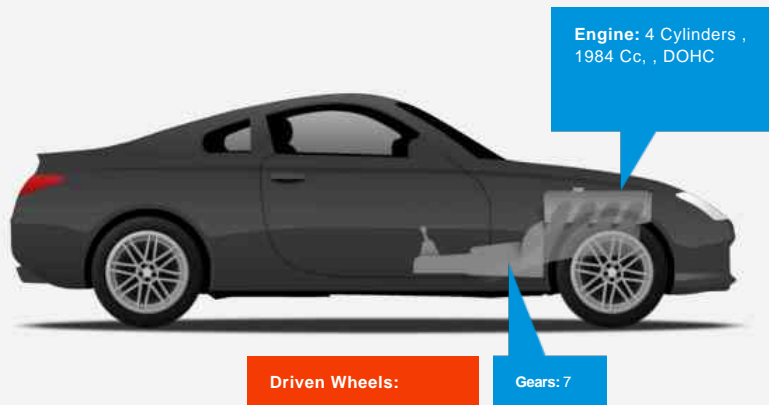 Engine: 4 Cylinders ,
1984 Cc, , DOHC
Driven Wheels:
Gears: 7